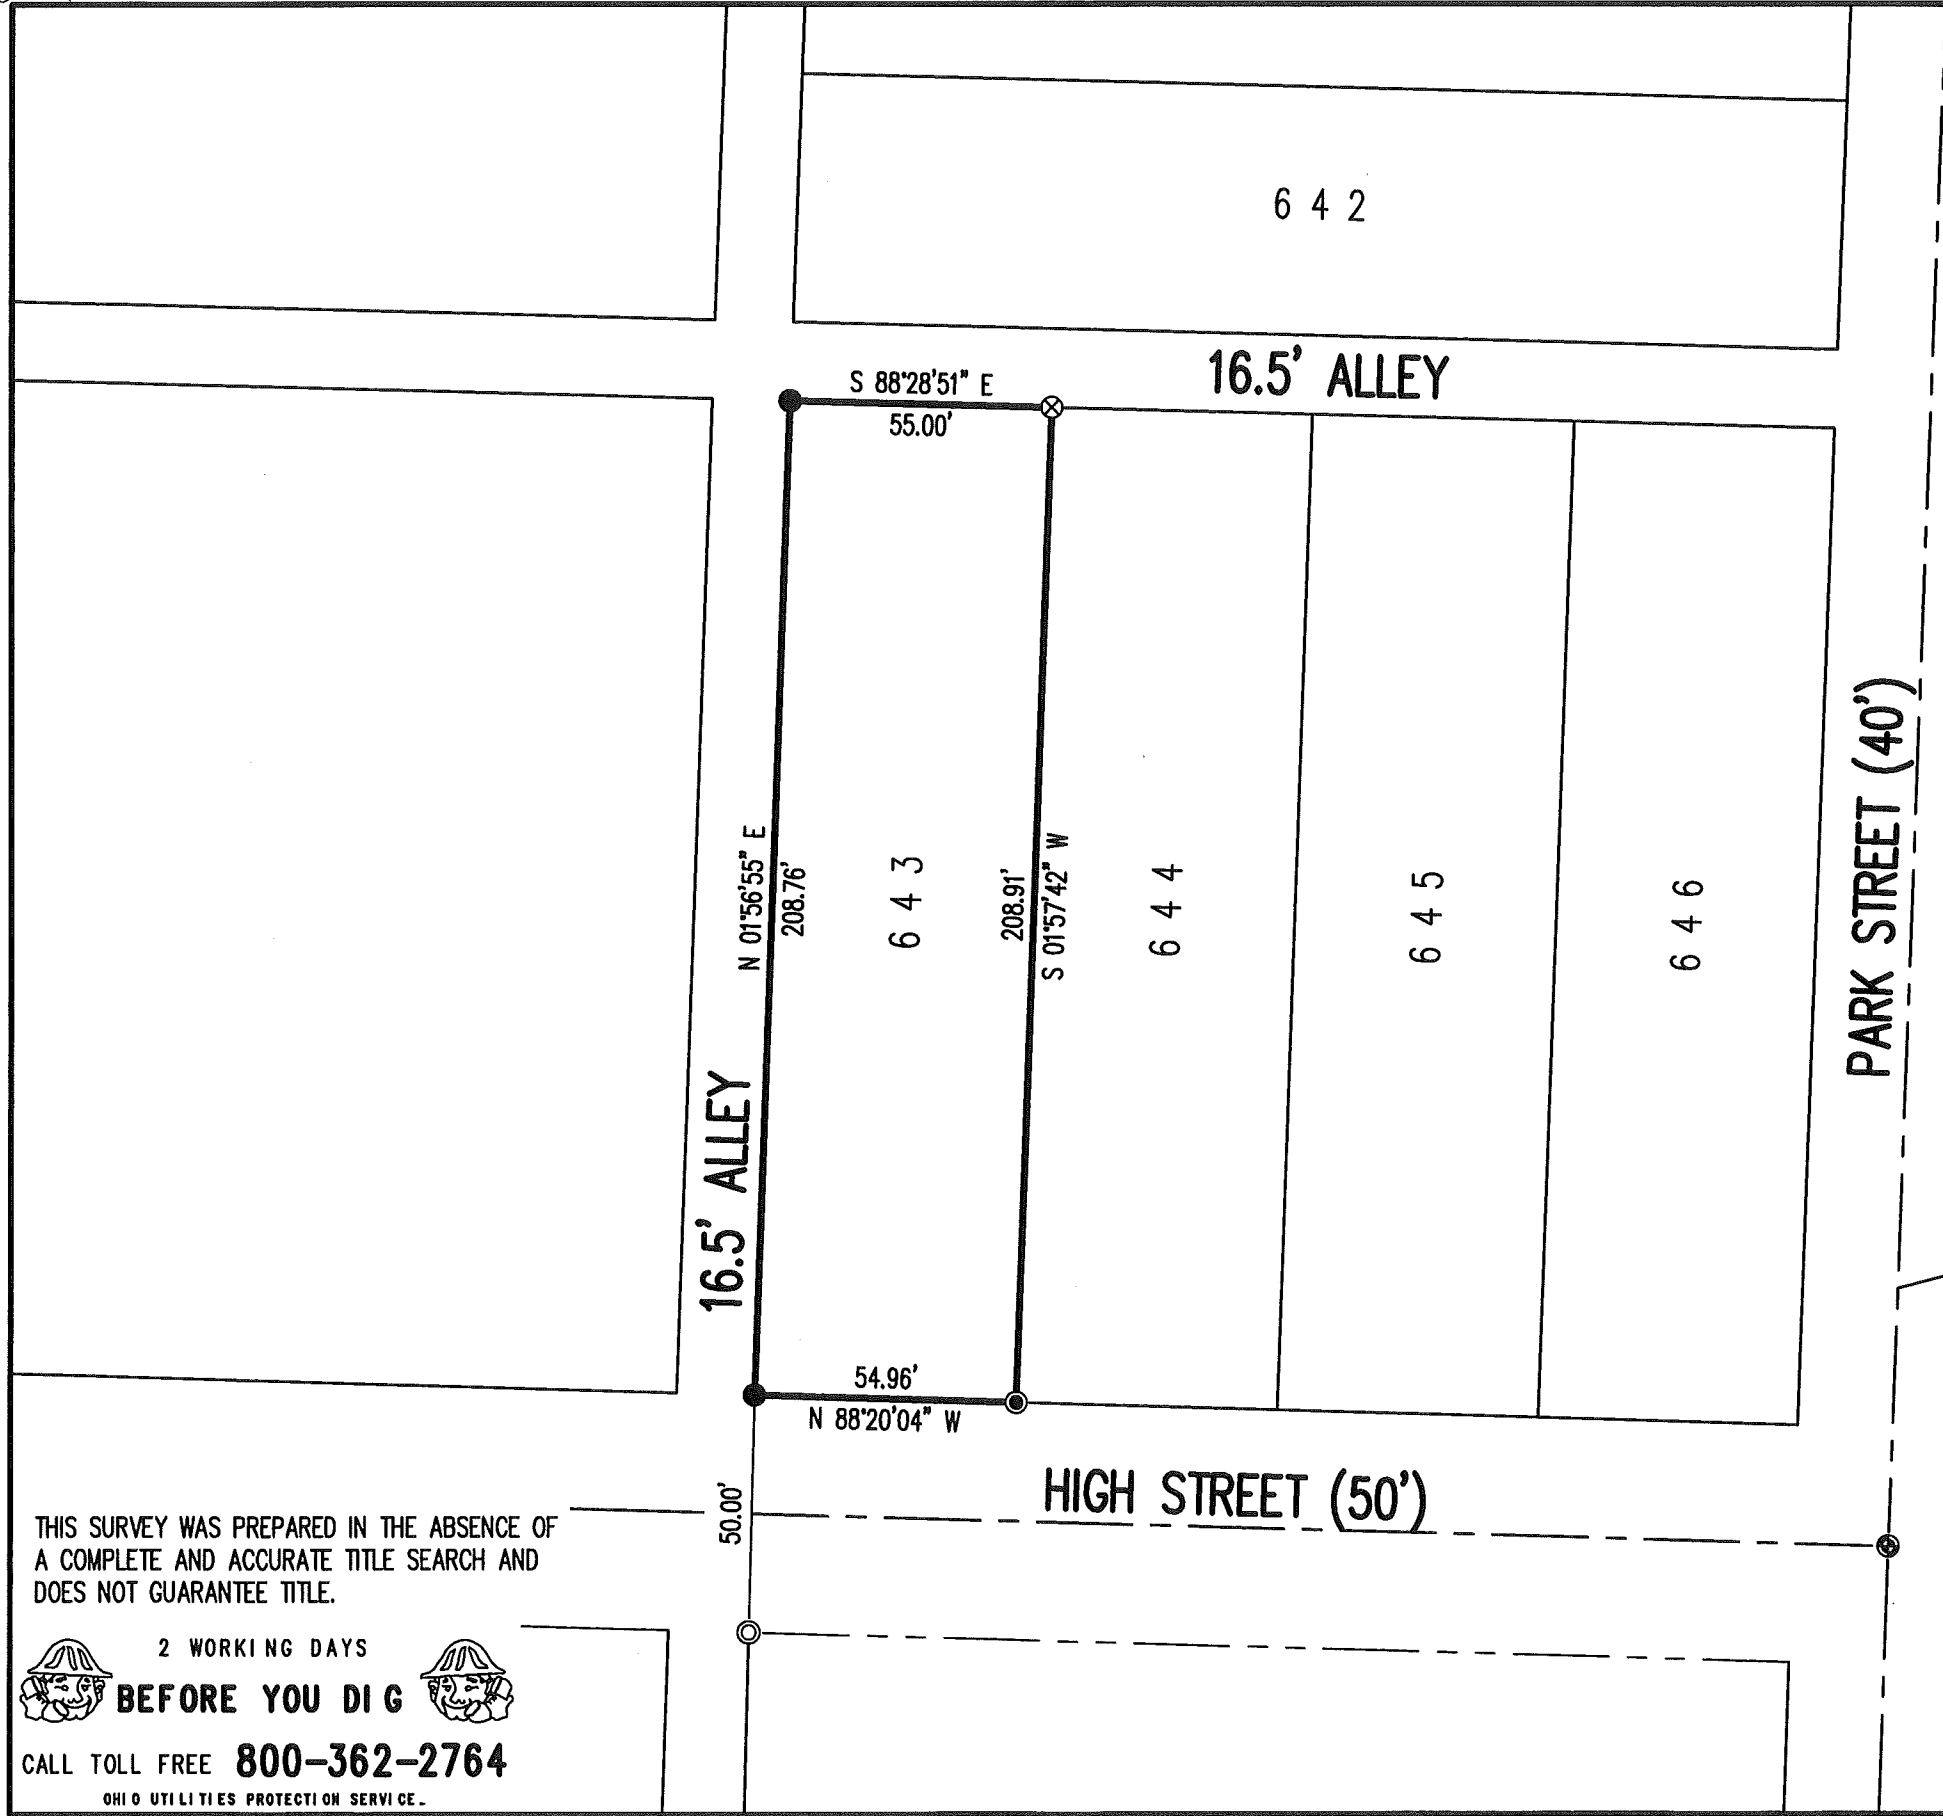 6 4 2
16.5' ALLEY
S 88°28'51" E
55.00'
N 01°56'55" E
208.76'
6 4 3
208.91'
S 01°57'42" W
6 4 4
6 4 5
6 4 6
PARK STREET (40')
16.5' ALLEY
54.96'
N 88°20'04" W
HIGH STREET (50')
50.00'
THIS SURVEY WAS PREPARED IN THE ABSENCE OF
A COMPLETE AND ACCURATE TITLE SEARCH AND
DOES NOT GUARANTEE TITLE.
2 WORKING DAYS
BEFORE YOU DIG
CALL TOLL FREE 800-362-2764
OHIO UTILITIES PROTECTION SERVICE.